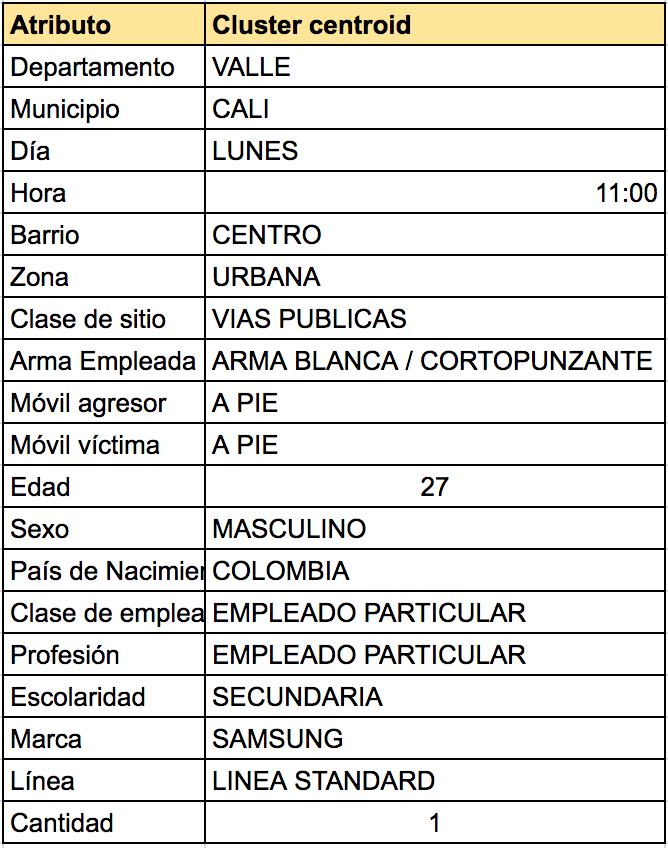 Atributo Cluster centroid
Departamento VALLE
Municipio CALI
Día LUNES
Hora 11:00
Barrio CENTRO
Zona URBANA
Clase de sitio VIAS PUBLICAS
Arma Empleada ARMA BLANCA / CORTOPUNZANTE
Móvil agresor A PIE
Móvil víctima A PIE
Edad 27
Sexo MASCULINO
País de Nacimien COLOMBIA
Clase de emplea EMPLEADO PARTICULAR
Profesión EMPLEADO PARTICULAR
Escolaridad SECUNDARIA
Marca SAMSUNG
Línea LINEA STANDARD
Cantidad 1